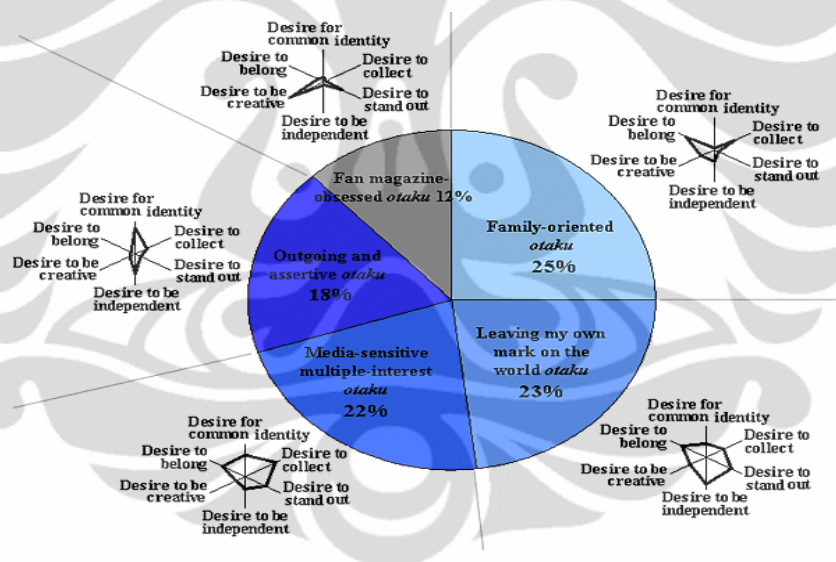 Desire for
common identity
Desire to
belong
Desire to
collect
Desire to be
creative
Desire to
stand out
Desire to be
independent
Desire for
common identity
Desire to
belong
Desire to
collect
Desire to be
creative
Desire to
stand out
Desire to be
independent
Fan magazine-
obsessed otaku 12%
Family-oriented
otaku
25%
Desire for
common identity
Desire to
belong
Desire to
collect
Desire to be
creative
Desire to
stand out
Desire to be
independent
Outgoing and
assertive otaku
18%
Leaving my own
mark on the
world otaku
23%
Media-sensitive
multiple-interest
otaku
22%
Desire for
common identity
Desire to
belong
Desire to
collect
Desire to be
creative
Desire to
stand out
Desire to be
independent
Desire for
common identity
Desire to
belong
Desire to
collect
Desire to be
creative
Desire to
stand out
Desire to be
independent